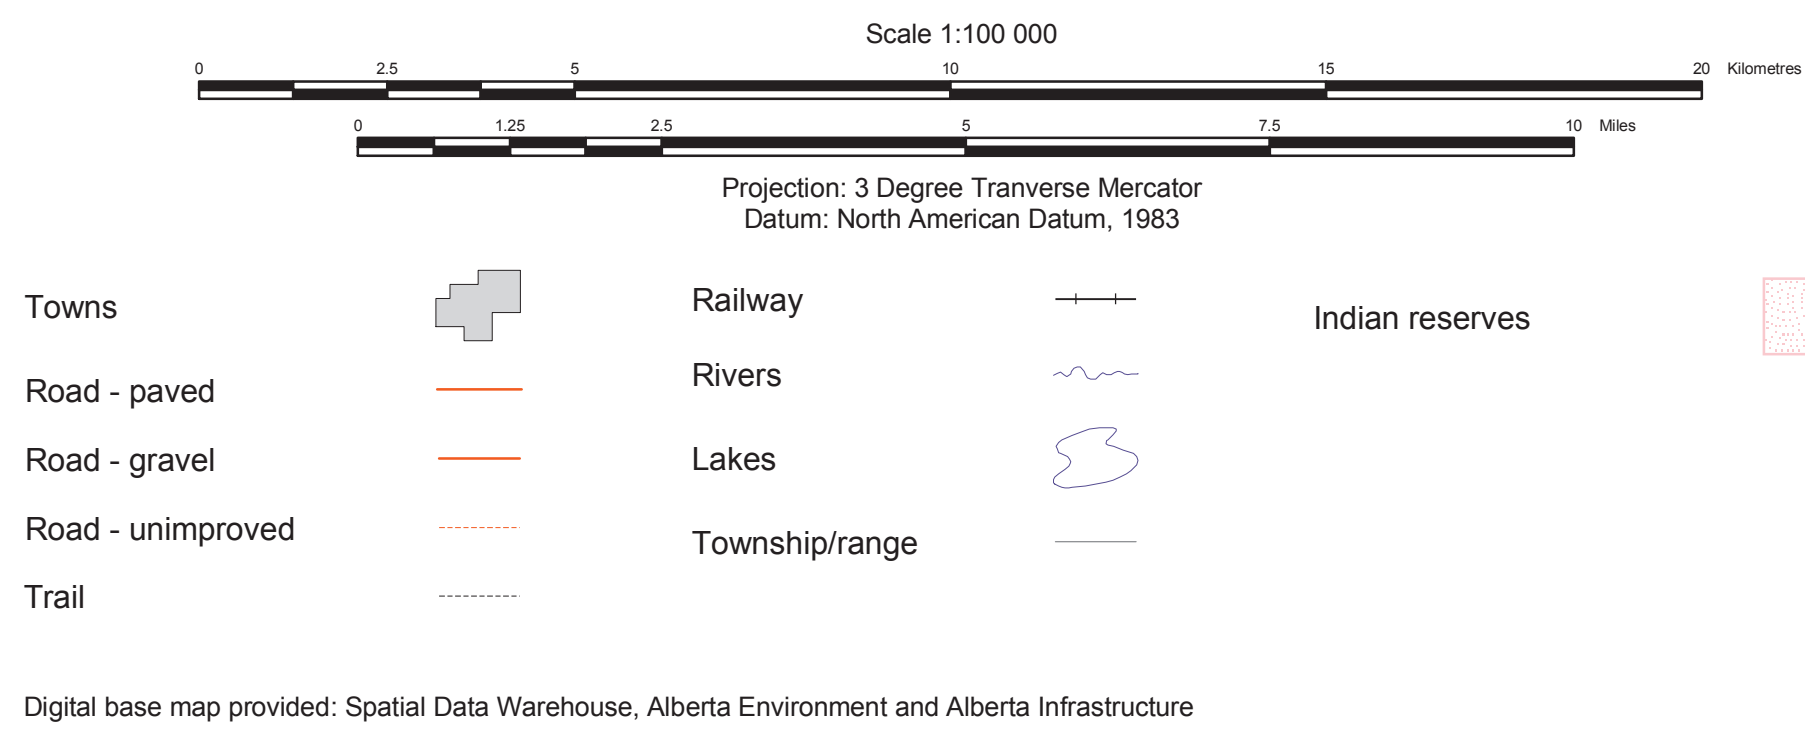 Scale 1:100 000
0 2.5 5 10 15 20 Kilometres
0 1.25 2.5 5 7.5 10 Miles
Projection: 3 Degree Tranverse Mercator
Datum: North American Datum, 1983
Towns
Road - paved
Road - gravel
Road - unimproved
Trail
Railway
Rivers
Lakes
Township/range
Indian reserves
Digital base map provided: Spatial Data Warehouse, Alberta Environment and Alberta Infrastructure